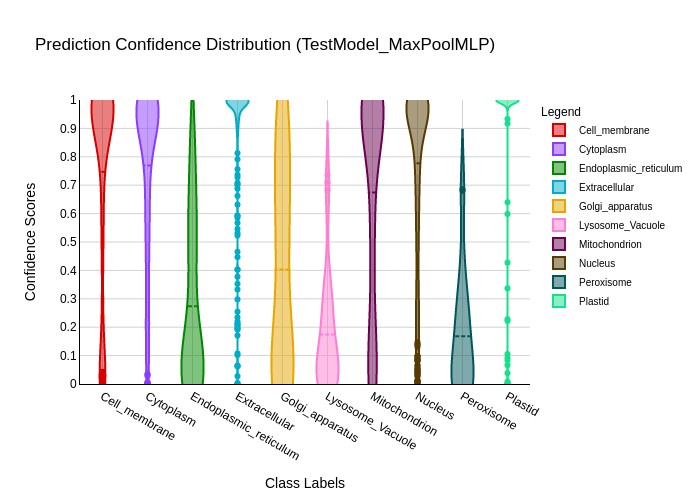 Prediction Confidence Distribution (TestModel_MaxPoolMLP)
Legend
Cell_membrane
Cytoplasm
Endoplasmic_reticulum
Extracellular
Golgi_apparatus
Lysosome_Vacuole
Mitochondrion
Nucleus
Peroxisome
Plastid
Confidence Scores
1
0.9
0.8
0.7
0.6
0.5
0.4
0.3
0.2
0.1
0
Cell_membrane
Cytoplasm
Endoplasmic_reticulum
Extracellular
Golgi_apparatus
Lysosome_Vacuole
Mitochondrion
Nucleus
Peroxisome
Plastid
Class Labels